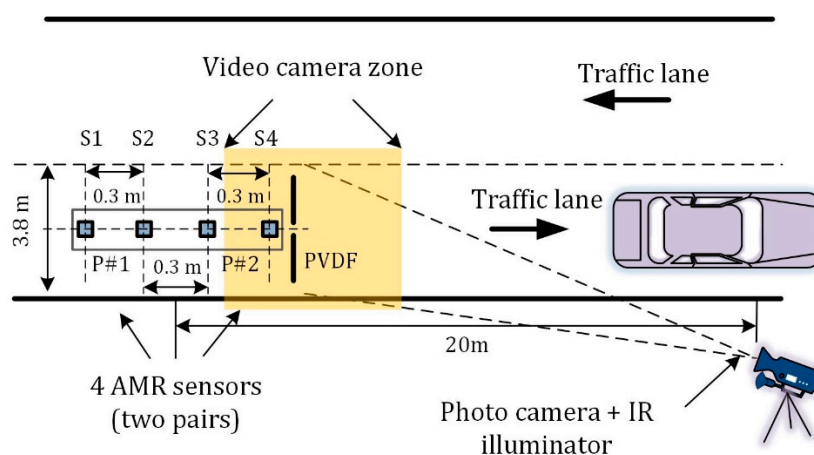 Video camera zone
Traffic lane
S1 S2 S3 S4
0.3 m 0.3 m
Traffic lane
3.8 m
P#1 0.3 m P#2 PVDF
20m
4 AMR sensors
(two pairs)
Photo camera + IR
illuminator